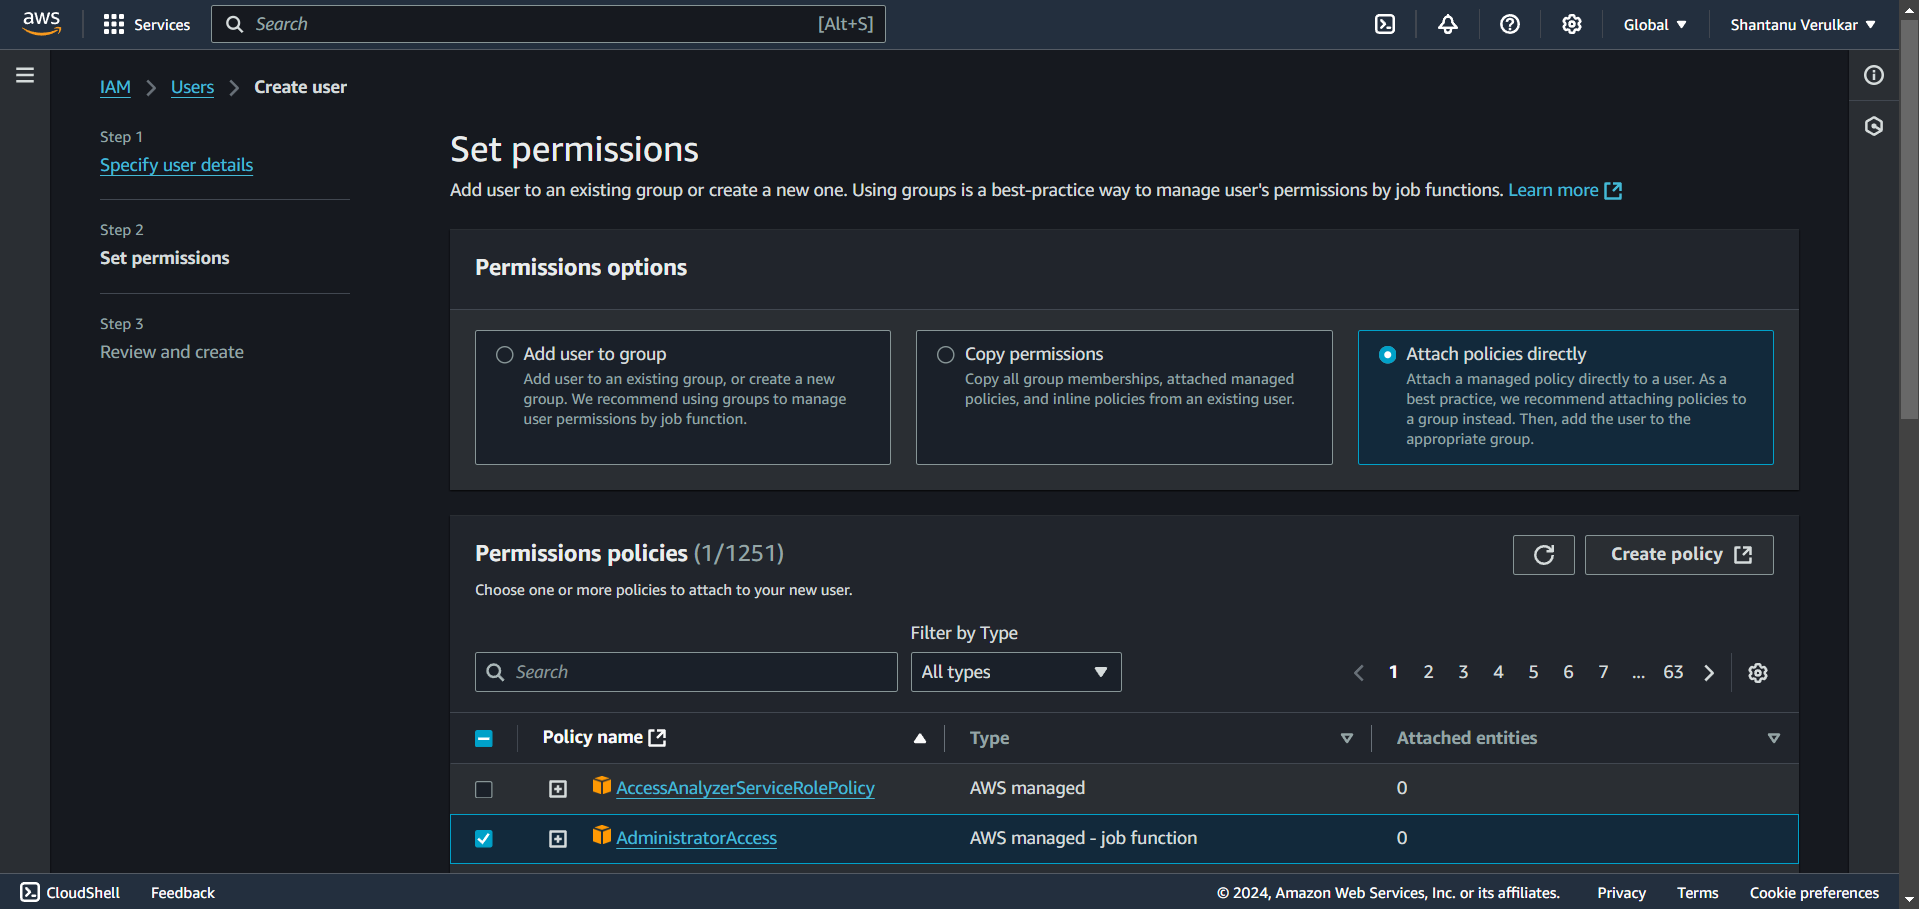 aws
Services
Search [Alt+S]
Global
Shantanu Verulkar
IAM
Users
Create user
Step 1
Specify user details
Step 2
Set permissions
Step 3
Review and create
Set permissions
Add user to an existing group or create a new one. Using groups is a best-practice way to manage user's permissions by job functions. Learn more
Permissions options
Add user to group
Add user to an existing group, or create a new
group. We recommend using groups to manage
user permissions by job function.
Copy permissions
Copy all group memberships, attached managed
policies, and inline policies from an existing user.
Attach policies directly
Attach a managed policy directly to a user. As a
best practice, we recommend attaching policies to
a group instead. Then, add the user to the
appropriate group.
Permissions policies (1/1251)
Create policy
Choose one or more policies to attach to your new user.
Filter by Type
Search
All types
1 2 3 4 5 6 7 ... 63
Policy name Type Attached entities
AccessAnalyzerServiceRolePolicy AWS managed 0
AdministratorAccess AWS managed - job function 0
CloudShell
Feedback
© 2024, Amazon Web Services, Inc. or its affiliates.
Privacy
Terms
Cookie preferences